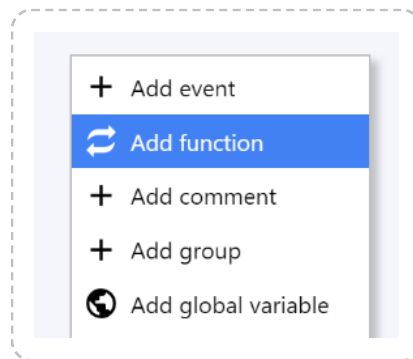 Add event
Add function
Add comment
Add group
Add global variable